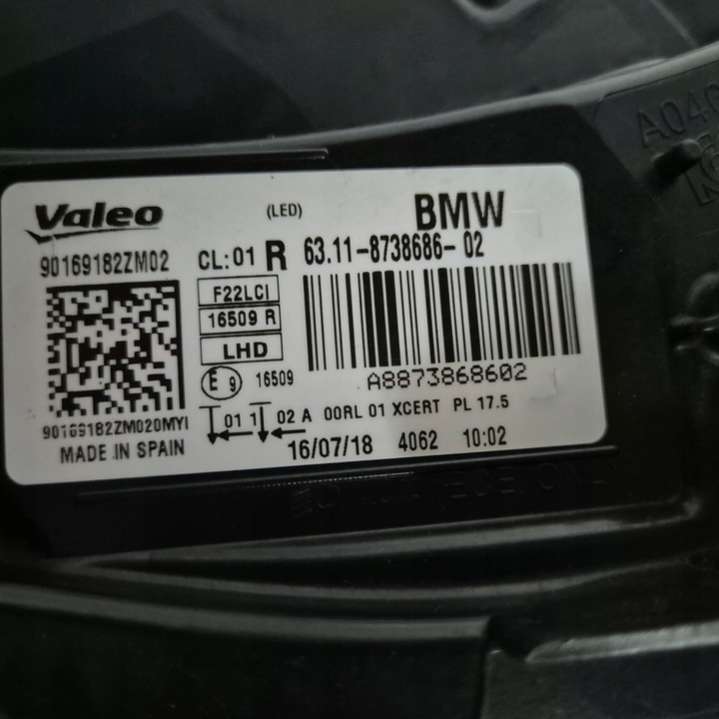 A040
Valeo (LED) BMW
90169182ZM02 CL:01 R 63.11-8738686-02
F22LCI
16509 R
LHD
E 9 16509
A8873868602
01 1 02 A 00RL 01 XCERT PL 17.5
90169182ZM020MYI
MADE IN SPAIN
16/07/18 4062 10:02